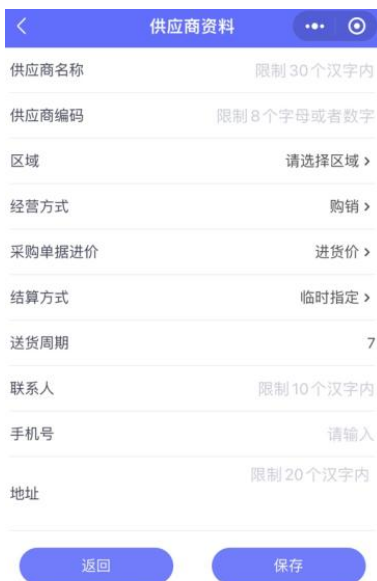 供应商资料
供应商名称 限制30个汉字内
供应商编码 限制8个字母或者数字
区域 请选择区域
经营方式 购销
采购单据进价 进货价
结算方式 临时指定
送货周期 7
联系人 限制10个汉字内
手机号 请输入
地址 限制20个汉字内
返回 保存